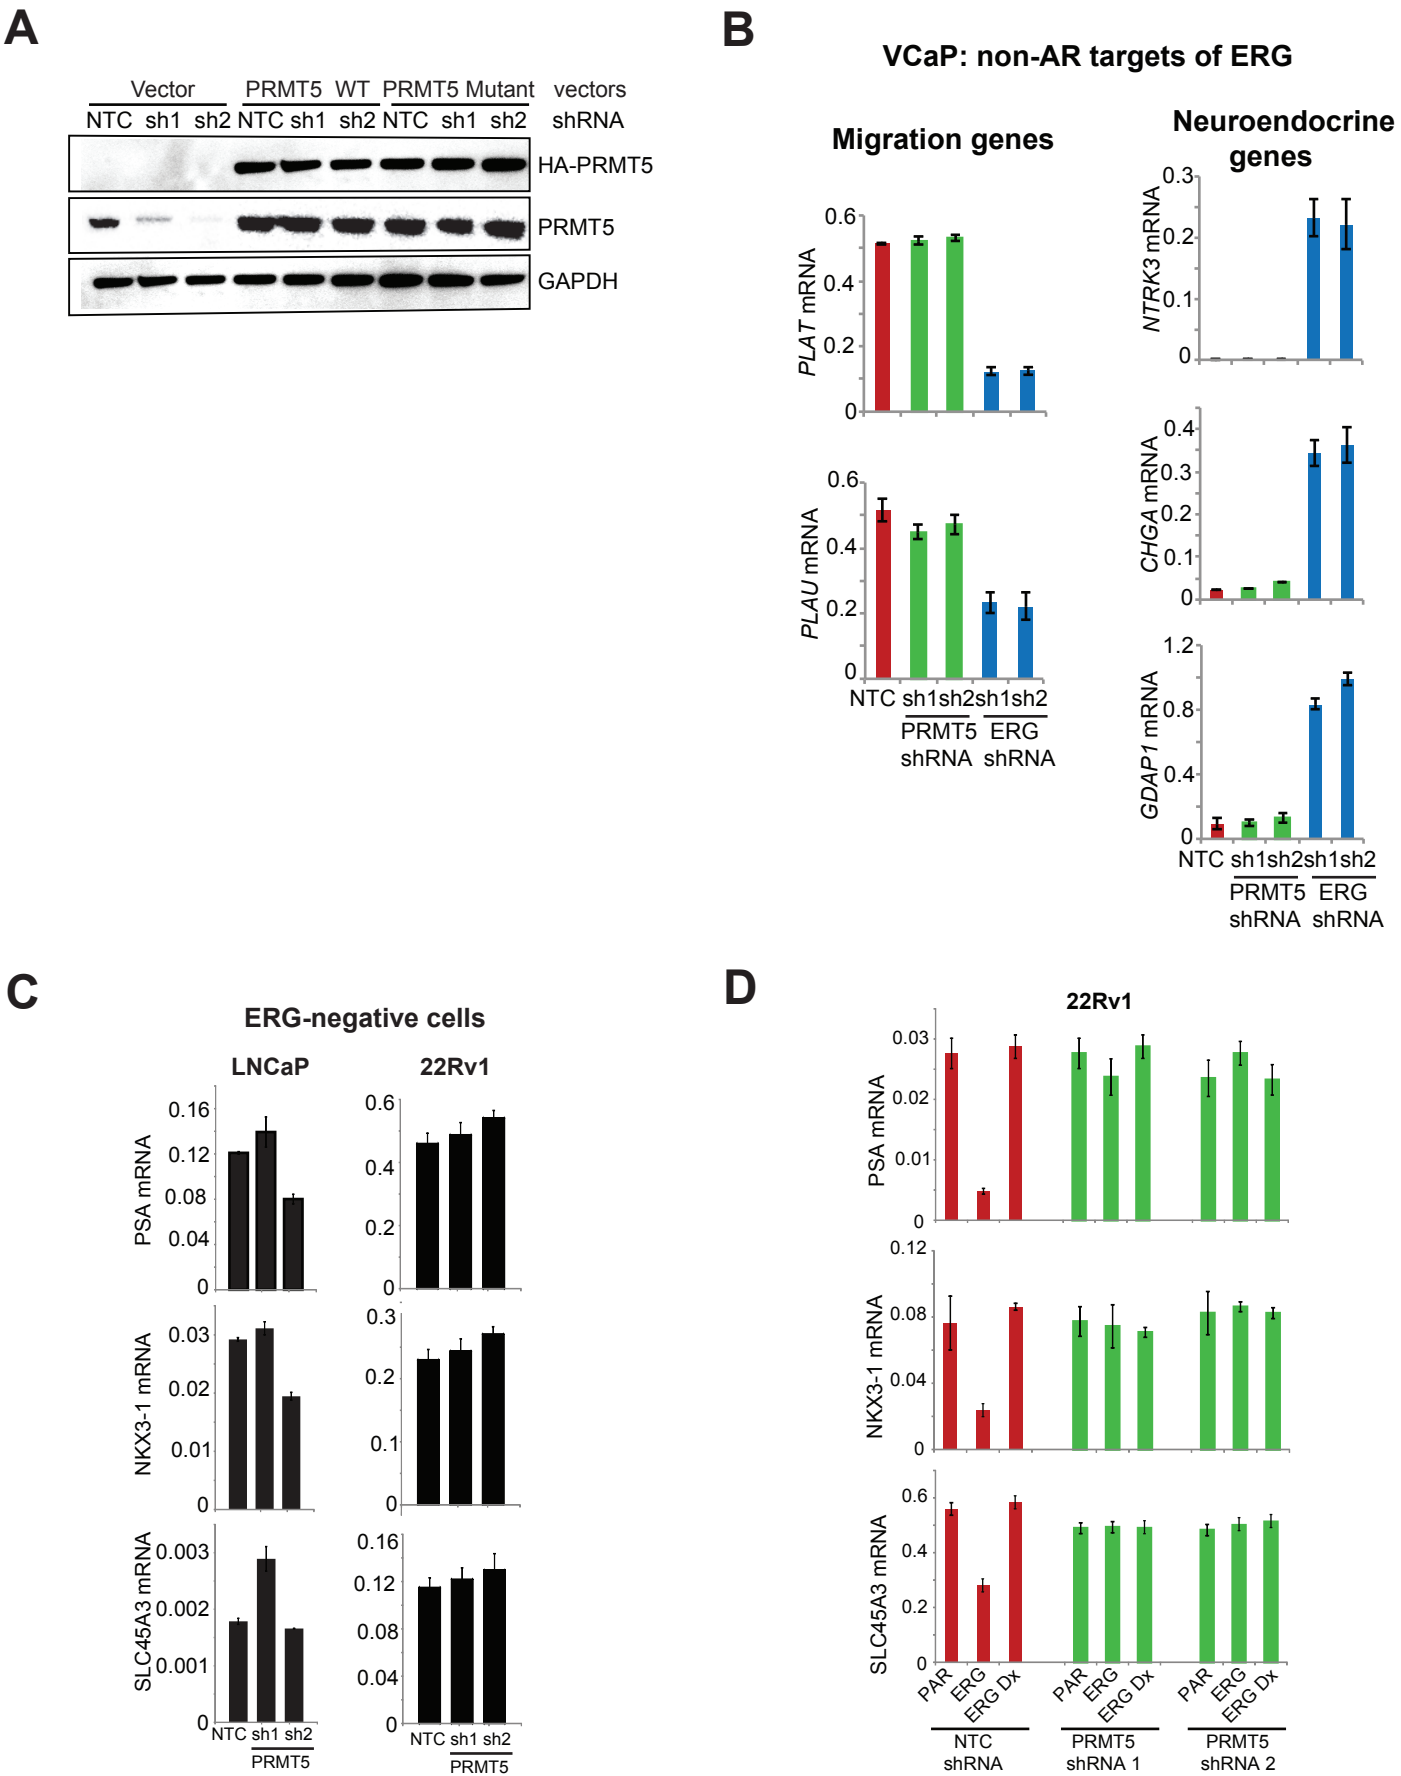 A
Vector PRMT5 WT PRMT5 Mutant vectors
NTC sh1 sh2 NTC sh1 sh2 NTC sh1 sh2 shRNA
HA-PRMT5
PRMT5
GAPDH
B
VCaP: non-AR targets of ERG
Migration genes
PLAT mRNA
0.6
0.4
0.2
0
PLAU mRNA
0.6
0.4
0.2
0
NTC sh1 sh2 sh1 sh2
PRMT5 ERG
shRNA shRNA
Neuroendocrine
genes
NTRK3 mRNA
0.3
0.2
0.1
0
CHGA mRNA
0.4
0.3
0.2
0.1
0
GDAP1 mRNA
1.2
0.8
0.4
0
NTC sh1 sh2 sh1 sh2
PRMT5 ERG
shRNA shRNA
C
ERG-negative cells
LNCaP
PSA mRNA
0.16
0.12
0.08
0.04
0
NKX3-1 mRNA
0.03
0.02
0.01
0
SLC45A3 mRNA
0.003
0.002
0.001
0
NTC sh1 sh2
PRMT5
22Rv1
0.6
0.4
0.2
0
0.3
0.2
0.1
0
0.16
0.12
0.08
0.04
0
NTC sh1 sh2
PRMT5
D
22Rv1
PSA mRNA
0.03
0.02
0.01
0
NKX3-1 mRNA
0.12
0.08
0.04
0
SLC45A3 mRNA
0.6
0.4
0.2
0
PAR ERG ERG Dx PAR ERG ERG Dx PAR ERG ERG Dx
NTC PRMT5 PRMT5
shRNA shRNA 1 shRNA 2